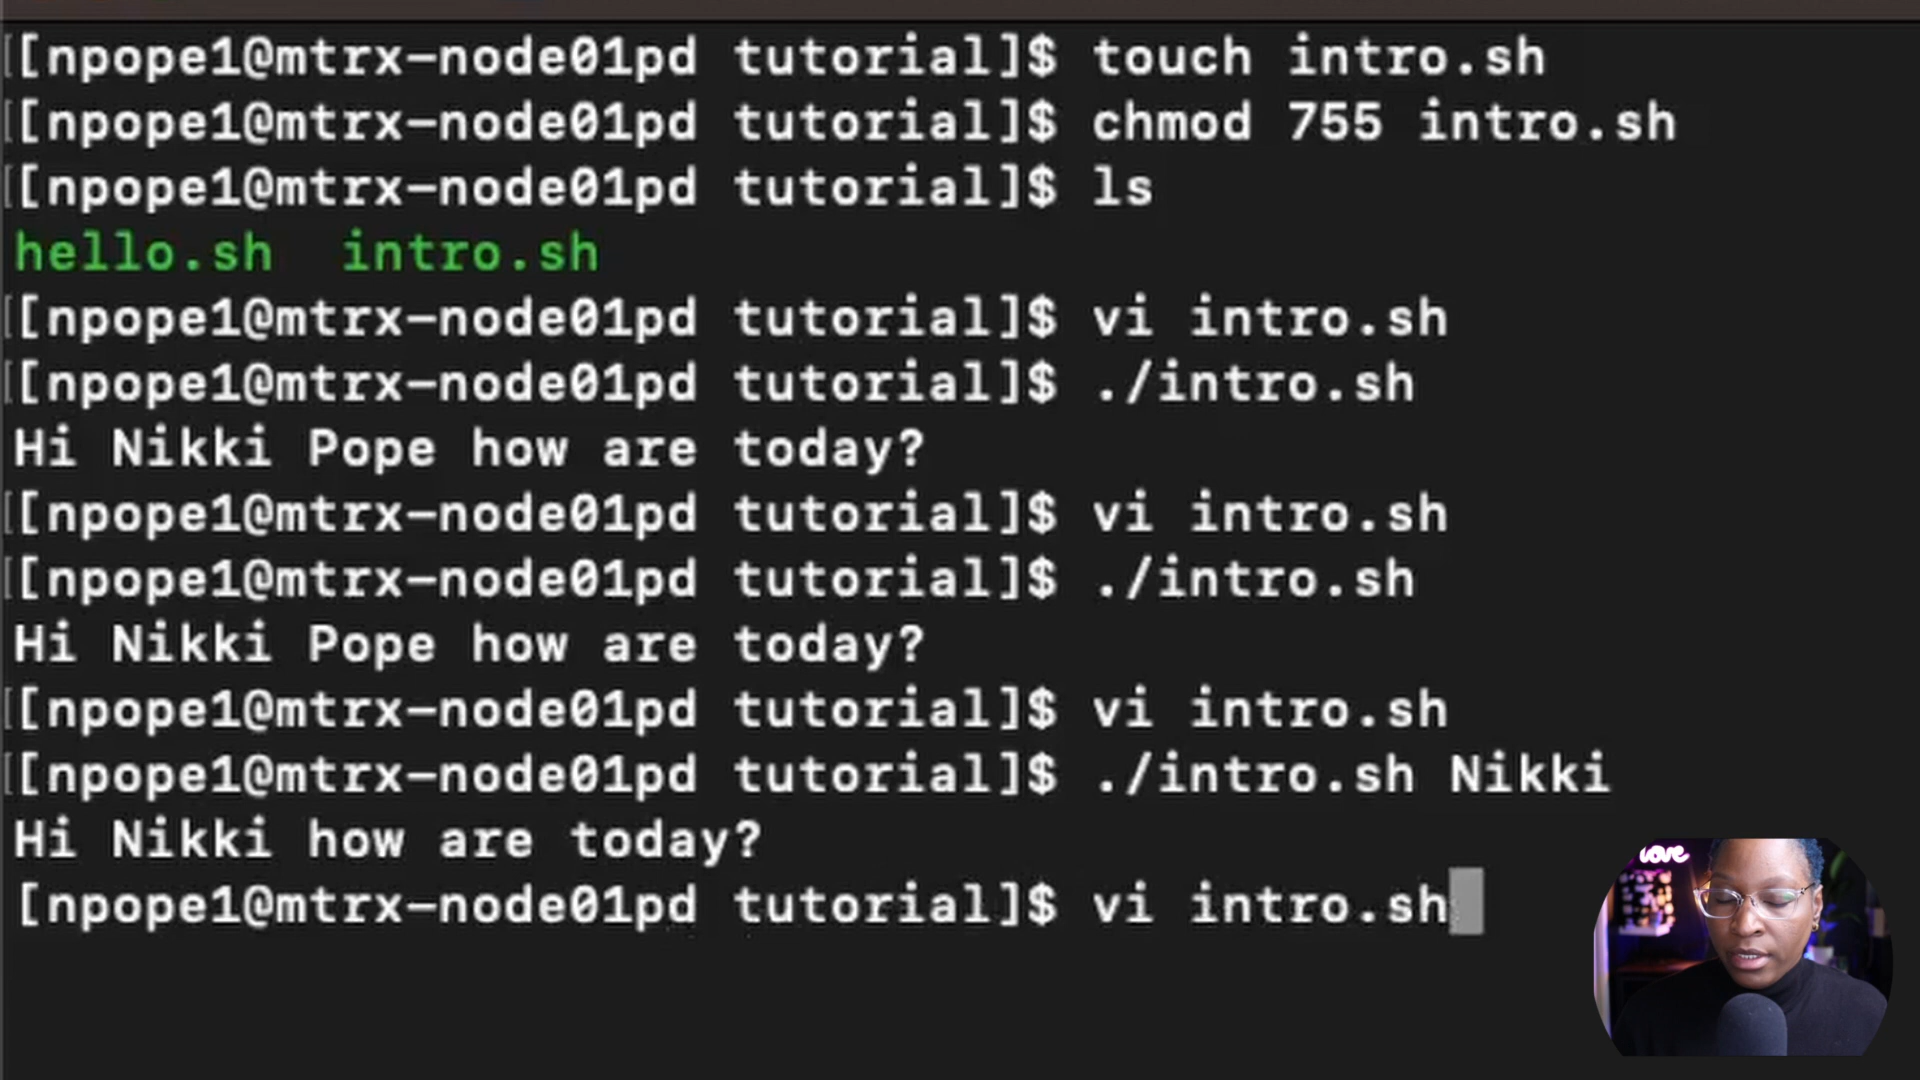 [npope1@mtrx-node01pd tutorial]$ touch intro.sh
[npope1@mtrx-node01pd tutorial]$ chmod 755 intro.sh
[npope1@mtrx-node01pd tutorial]$ ls
hello.sh  intro.sh
[npope1@mtrx-node01pd tutorial]$ vi intro.sh
[npope1@mtrx-node01pd tutorial]$ ./intro.sh
Hi Nikki Pope how are today?
[npope1@mtrx-node01pd tutorial]$ vi intro.sh
[npope1@mtrx-node01pd tutorial]$ ./intro.sh
Hi Nikki Pope how are today?
[npope1@mtrx-node01pd tutorial]$ vi intro.sh
[npope1@mtrx-node01pd tutorial]$ ./intro.sh Nikki
Hi Nikki how are today?
[npope1@mtrx-node01pd tutorial]$ vi intro.sh
love